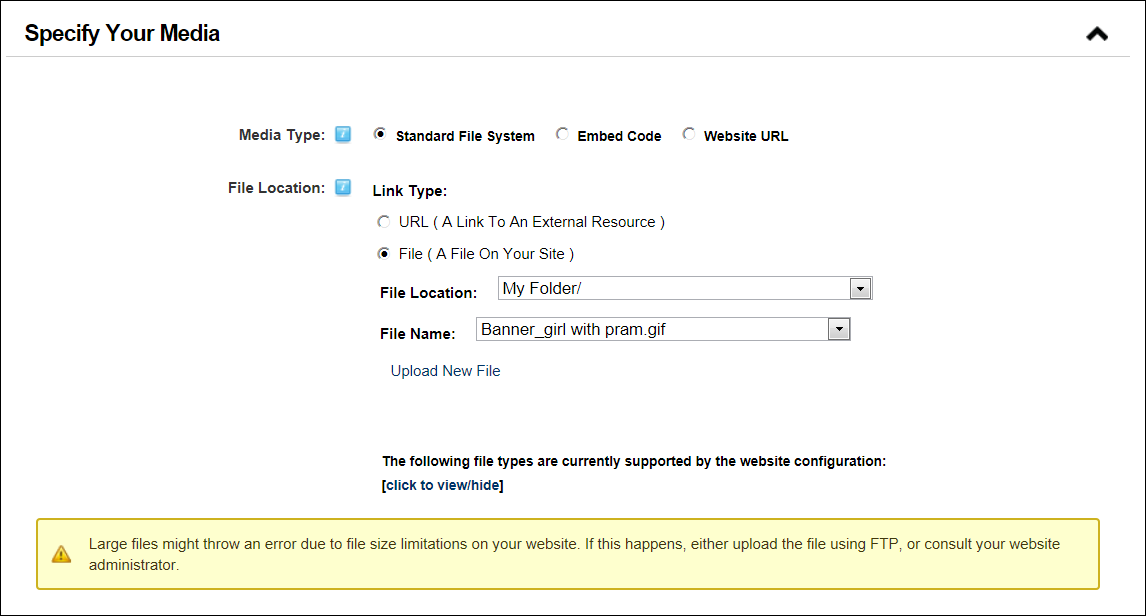 Specify Your Media
Media Type: Standard File System Embed Code Website URL
File Location: Link Type:
URL ( A Link To An External Resource )
File ( A File On Your Site )
File Location: My Folder/
File Name: Banner_girl with pram.gif
Upload New File
The following file types are currently supported by the website configuration:
[click to view/hide]
Large files might throw an error due to file size limitations on your website. If this happens, either upload the file using FTP, or consult your website
administrator.